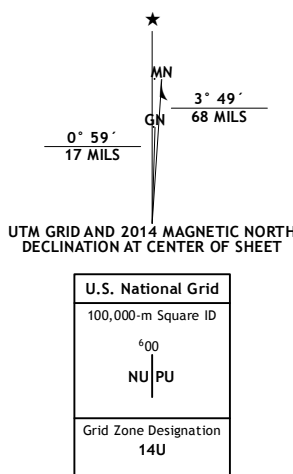 MN
3° 49´
68 MILS
GN
0° 59´
17 MILS
UTM GRID AND 2014 MAGNETIC NORTH
DECLINATION AT CENTER OF SHEET
U.S. National Grid
100,000-m Square ID
⁶00
NU PU
Grid Zone Designation
14U